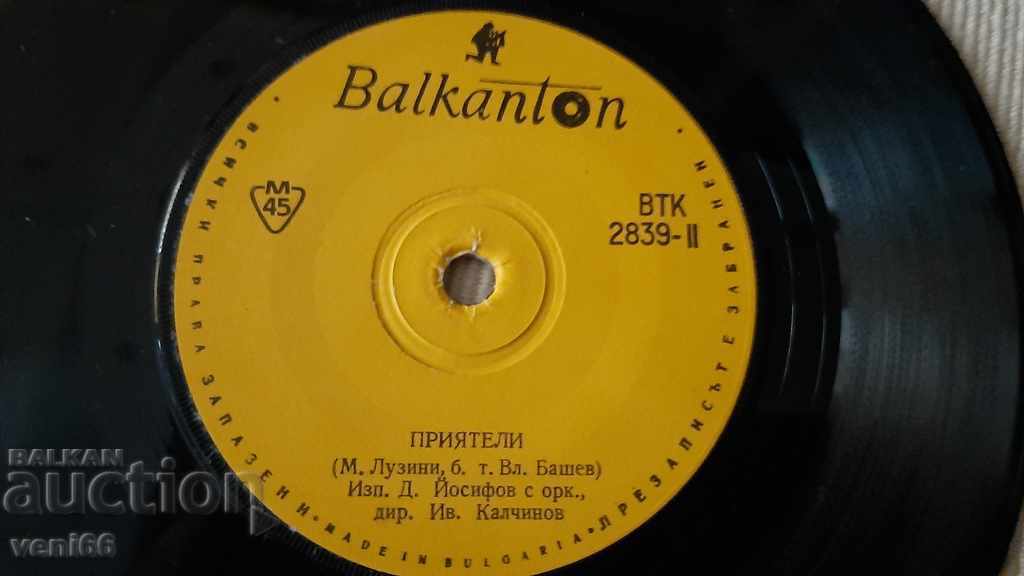 Balkanton
M
45
ВТК
2839-II
ПРИЯТЕЛИ
(М. Лузини, б. т. Вл. Башев)
Изп. Д. Йосифов с орк.,
дир. Ив. Калчинов
• ВСИЧКИ ПРАВА ЗАПАЗЕНИ • MADE IN BULGARIA • ПРЕЗАПИСЪТ Е ЗАБРАНЕН •
BALKAN
auction
veni66